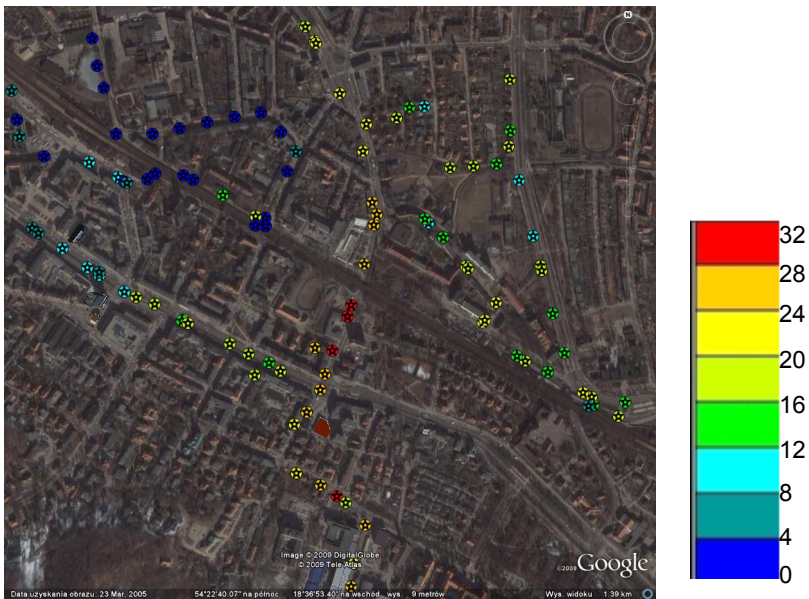 N
32
28
24
20
16
12
8
4
0
Image © 2009 DigitalGlobe
© 2009 Tele Atlas
©2009 Google
Data uzyskania obrazu: 23 Mar, 2005 54°22'40.07" na północ 18°36'53.40" na wschód wys. 9 metrów Wys. widoku 1.39 km